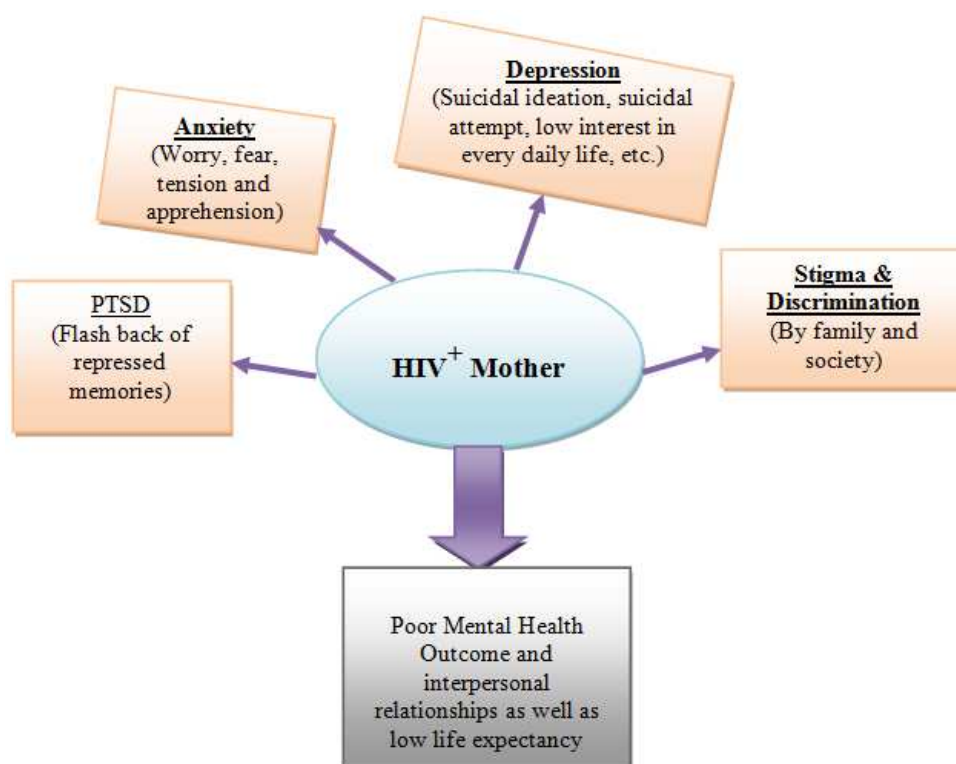 Depression
(Suicidal ideation, suicidal
attempt, low interest in
every daily life, etc.)
Anxiety
(Worry, fear,
tension and
apprehension)
Stigma &
Discrimination
(By family and
society)
PTSD
(Flash back of
repressed
memories)
HIV+ Mother
Poor Mental Health
Outcome and
interpersonal
relationships as well as
low life expectancy